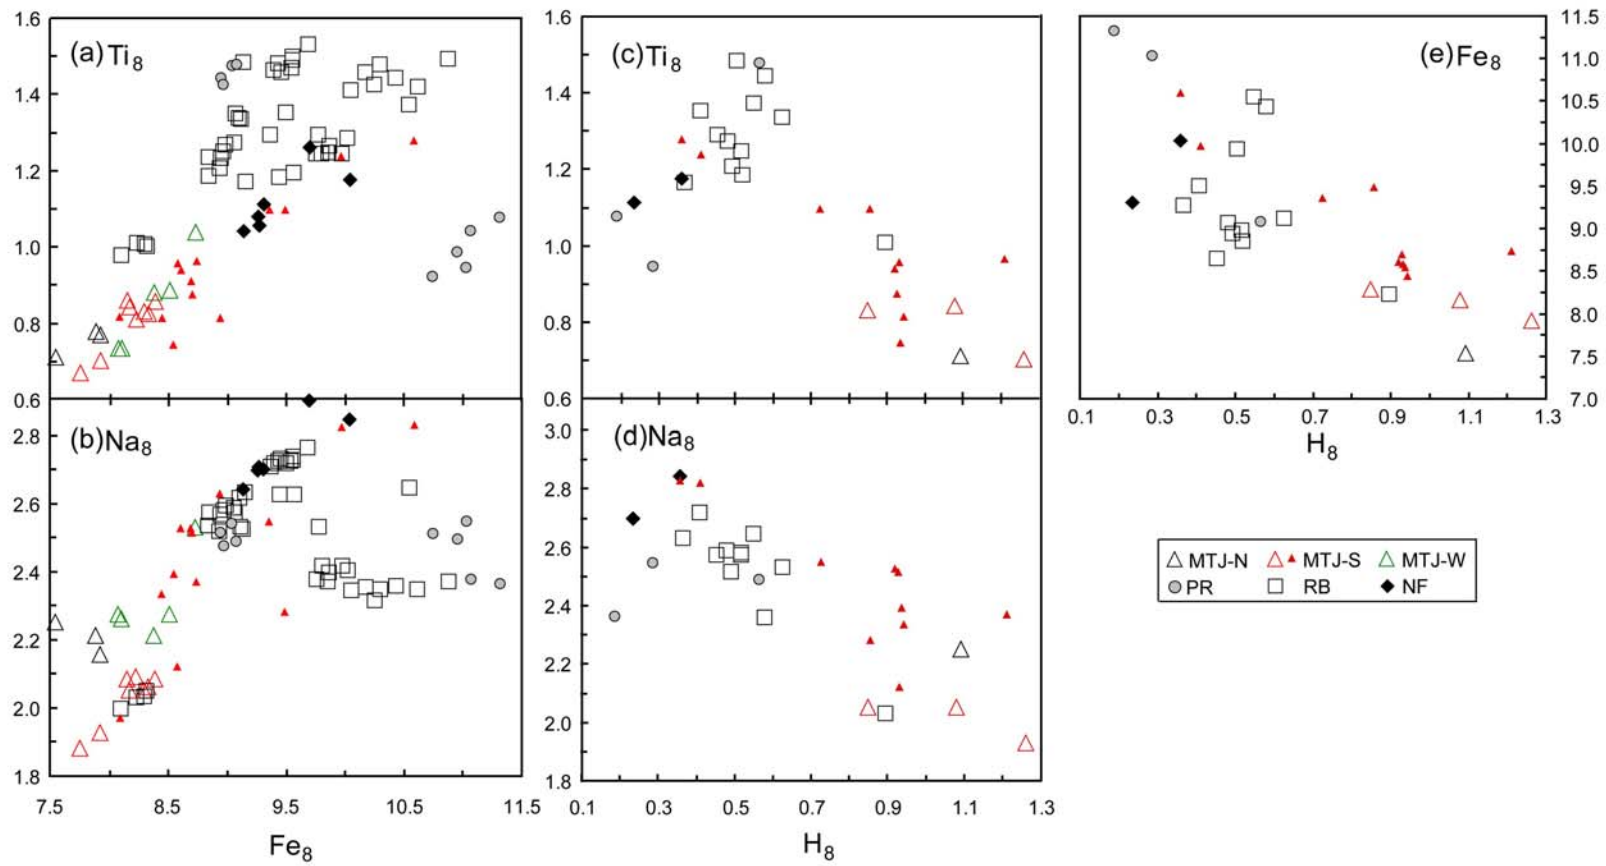 (a) Ti8
1.6
1.4
1.2
1.0
0.8
0.6
(b) Na8
2.8
2.6
2.4
2.2
2.0
1.8
7.5 8.5 9.5 10.5 11.5
Fe8
(c) Ti8
1.6
1.4
1.2
1.0
0.8
0.6
(d) Na8
3.0
2.8
2.6
2.4
2.2
2.0
1.8
0.1 0.3 0.5 0.7 0.9 1.1 1.3
H8
(e) Fe8
11.5
11.0
10.5
10.0
9.5
9.0
8.5
8.0
7.5
7.0
0.1 0.3 0.5 0.7 0.9 1.1 1.3
H8
MTJ-N MTJ-S MTJ-W
PR RB NF